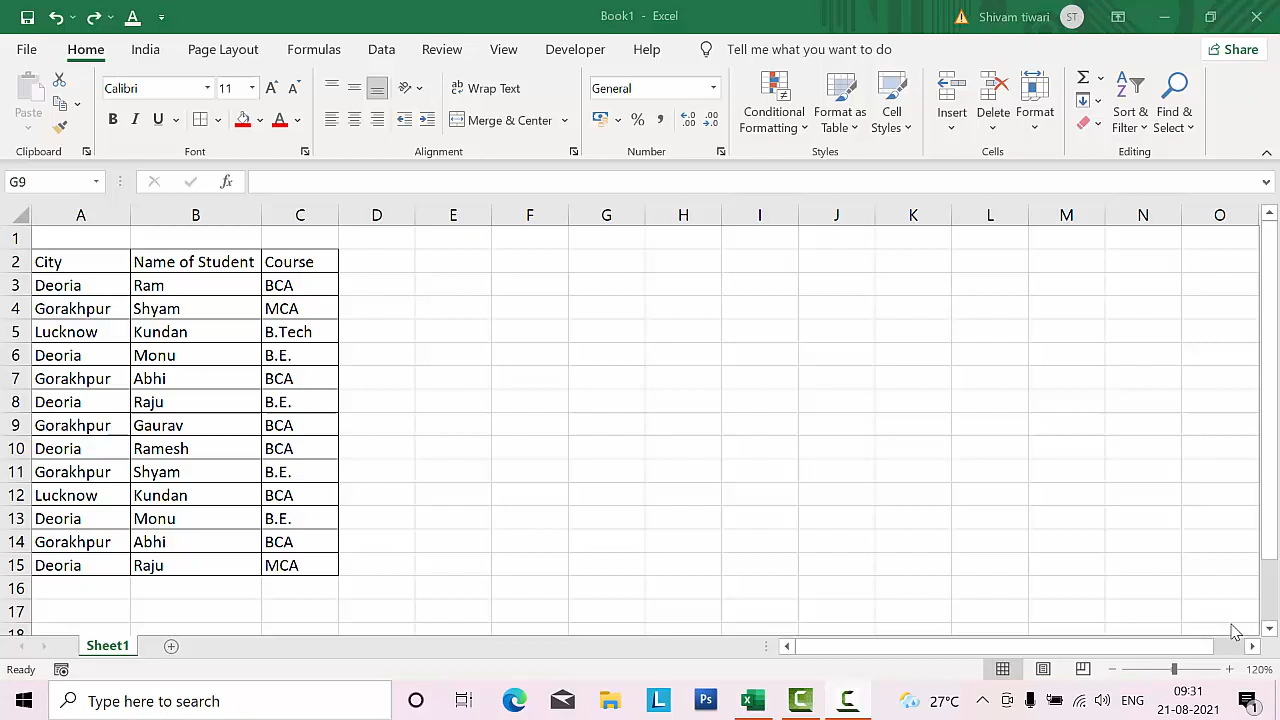 Book1 - Excel
Shivam tiwari ST
File Home India Page Layout Formulas Data Review View Developer Help Tell me what you want to do Share
Paste
Clipboard
Calibri 11
B I U A
Font
Wrap Text
Merge & Center
Alignment
General
%
Number
Conditional Formatting
Format as Table
Cell Styles
Styles
Insert
Delete
Format
Cells
Sort & Filter
Find & Select
Editing
G9 fx
A B C D E F G H I J K L M N O
1
2 City Name of Student Course
3 Deoria Ram BCA
4 Gorakhpur Shyam MCA
5 Lucknow Kundan B.Tech
6 Deoria Monu B.E.
7 Gorakhpur Abhi BCA
8 Deoria Raju B.E.
9 Gorakhpur Gaurav BCA
10 Deoria Ramesh BCA
11 Gorakhpur Shyam B.E.
12 Lucknow Kundan BCA
13 Deoria Monu B.E.
14 Gorakhpur Abhi BCA
15 Deoria Raju MCA
16
17
18
Sheet1
Ready 120%
Type here to search
27°C ENG
09:31
21-08-2021